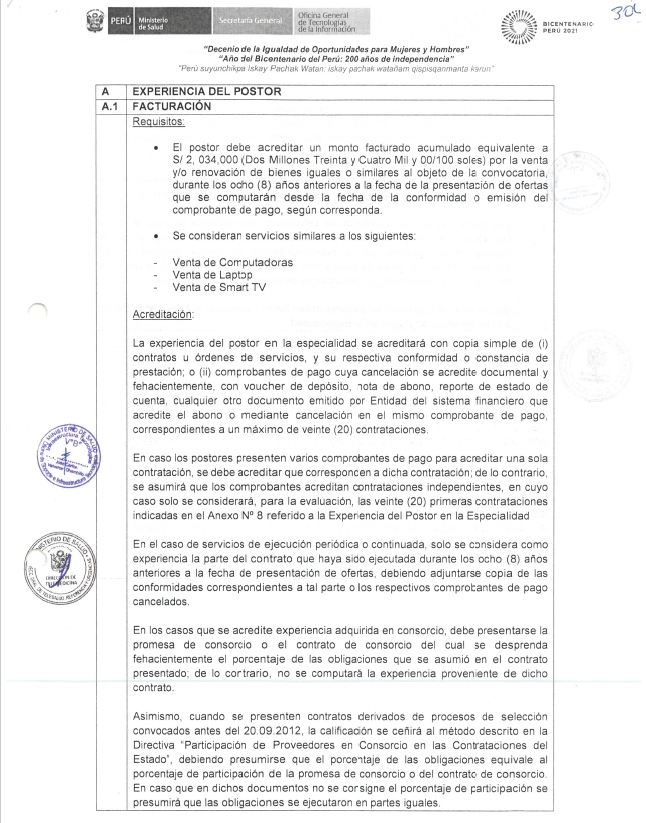 306
PERÚ
Ministerio
de Salud
Secretaría General
Oficina General
de Tecnologías
de la Información
BICENTENARIO
PERÚ 2021
"Decenio de la Igualdad de Oportunidades para Mujeres y Hombres"
"Año del Bicentenario del Perú: 200 años de independencia"
"Perú suyunchikpa Iskay Pachak Watan: iskay pachak watañam qispisqanmanta karun"
A EXPERIENCIA DEL POSTOR
A.1 FACTURACIÓN
Requisitos:
• El postor debe acreditar un monto facturado acumulado equivalente a
S/ 2, 034,000 (Dos Millones Treinta y Cuatro Mil y 00/100 soles) por la venta
y/o renovación de bienes iguales o similares al objeto de la convocatoria,
durante los ocho (8) años anteriores a la fecha de la presentación de ofertas
que se computarán desde la fecha de la conformidad o emisión del
comprobante de pago, según corresponda.
• Se consideran servicios similares a los siguientes:
- Venta de Computadoras
- Venta de Laptop
- Venta de Smart TV
Acreditación:
La experiencia del postor en la especialidad se acreditará con copia simple de (i)
contratos u órdenes de servicios, y su respectiva conformidad o constancia de
prestación; o (ii) comprobantes de pago cuya cancelación se acredite documental y
fehacientemente, con voucher de depósito, nota de abono, reporte de estado de
cuenta, cualquier otro documento emitido por Entidad del sistema financiero que
acredite el abono o mediante cancelación en el mismo comprobante de pago,
correspondientes a un máximo de veinte (20) contrataciones.
En caso los postores presenten varios comprobantes de pago para acreditar una sola
contratación, se debe acreditar que corresponden a dicha contratación; de lo contrario,
se asumirá que los comprobantes acreditan contrataciones independientes, en cuyo
caso solo se considerará, para la evaluación, las veinte (20) primeras contrataciones
indicadas en el Anexo Nº 8 referido a la Experiencia del Postor en la Especialidad
En el caso de servicios de ejecución periódica o continuada, solo se considera como
experiencia la parte del contrato que haya sido ejecutada durante los ocho (8) años
anteriores a la fecha de presentación de ofertas, debiendo adjuntarse copia de las
conformidades correspondientes a tal parte o los respectivos comprobantes de pago
cancelados.
En los casos que se acredite experiencia adquirida en consorcio, debe presentarse la
promesa de consorcio o el contrato de consorcio del cual se desprenda
fehacientemente el porcentaje de las obligaciones que se asumió en el contrato
presentado; de lo contrario, no se computará la experiencia proveniente de dicho
contrato.
Asimismo, cuando se presenten contratos derivados de procesos de selección
convocados antes del 20.09.2012, la calificación se ceñirá al método descrito en la
Directiva "Participación de Proveedores en Consorcio en las Contrataciones del
Estado", debiendo presumirse que el porcentaje de las obligaciones equivale al
porcentaje de participación de la promesa de consorcio o del contrato de consorcio.
En caso que en dichos documentos no se consigne el porcentaje de participación se
presumirá que las obligaciones se ejecutaron en partes iguales.
MINISTERIO DE SALUD
VºBº
MINISTERIO DE SALUD
DIRECCIÓN DE
TELEMEDICINA